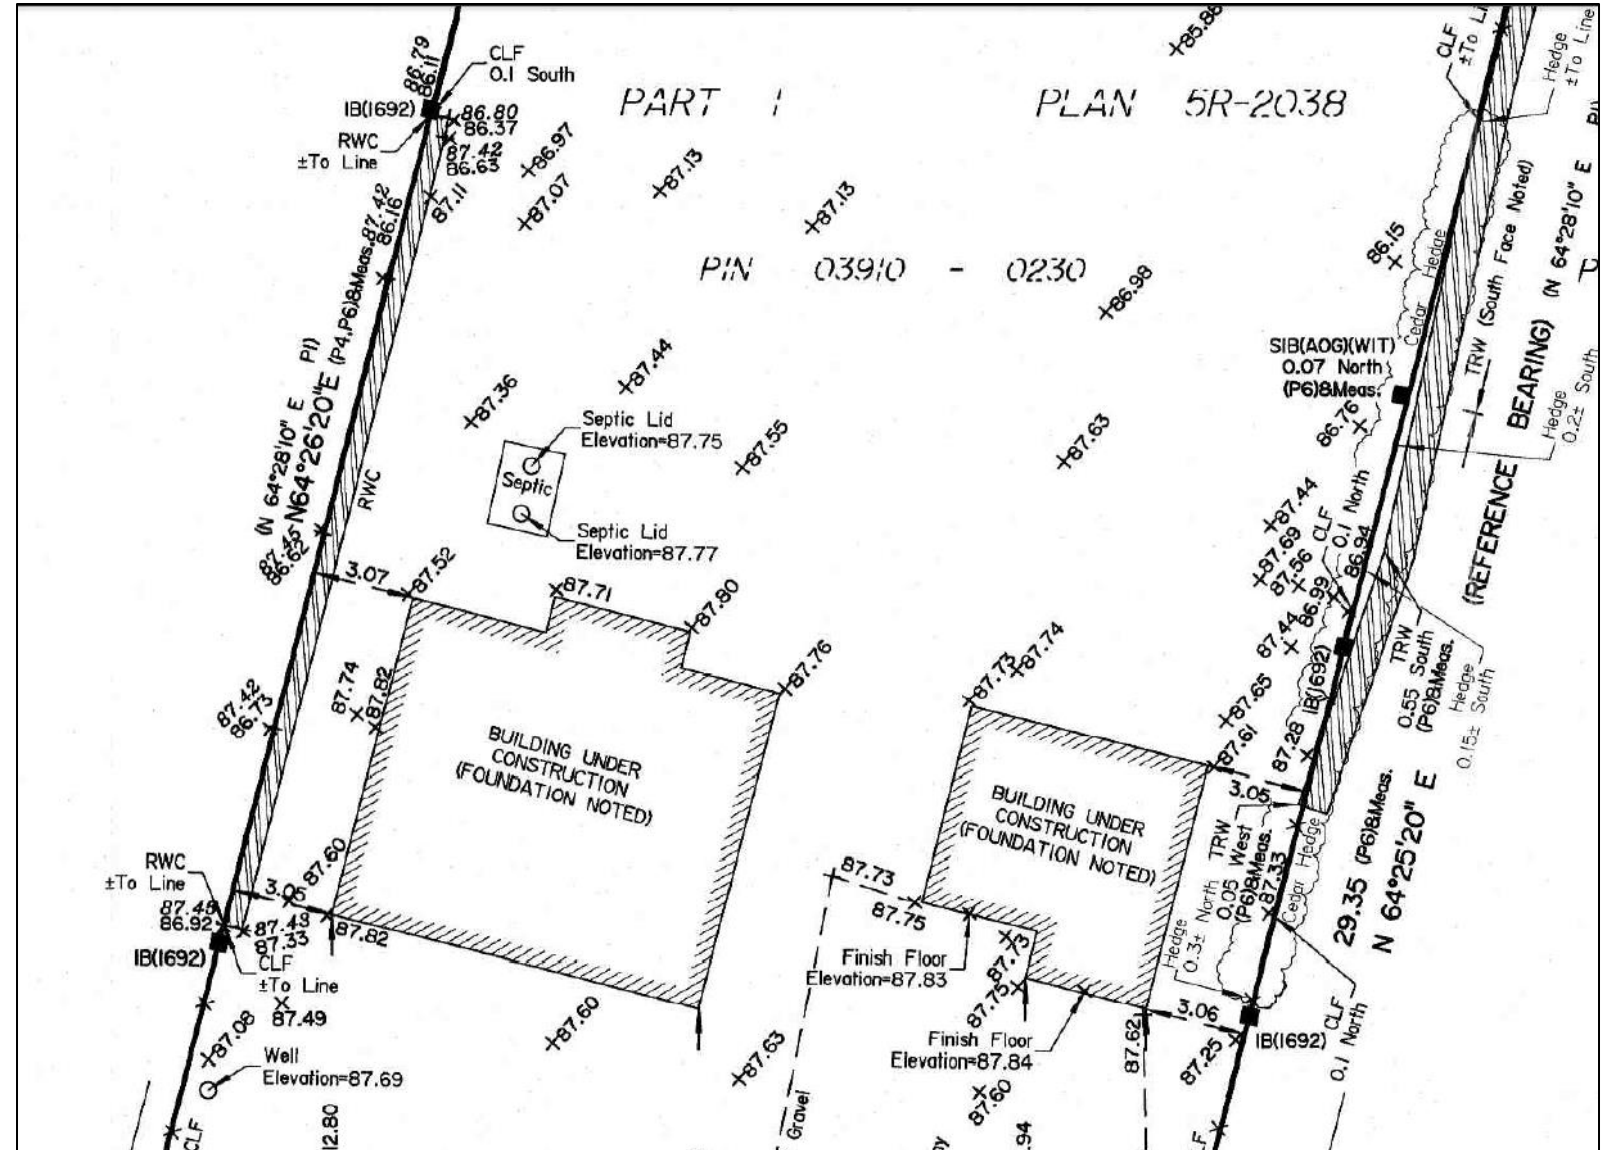 86.79
86.11
CLF
0.1 South
IB(1692)
86.80
86.37
RWC
±To Line
87.42
86.63
87.11
86.97
87.07
87.13
87.13
PART 1
PLAN 5R-2038
85.86
CLF
Hedge
±To Line
PIN 03910 - 0230
86.98
86.15
Cedar Hedge
TRW (South Face Noted)
(N 64°28'10" E
87.42
86.16
(N 64°28'10" E P1)
N64°26'20"E (P4,P6)&Meas.
RWC
87.45
86.62
87.36
87.44
87.55
87.63
Septic Lid
Elevation=87.75
Septic
Septic Lid
Elevation=87.77
SIB(AOG)(WIT)
0.07 North
(P6)&Meas.
86.76
(REFERENCE BEARING)
Hedge
0.2± South
87.44
87.69
87.56
CLF
0.1 North
86.94
86.99
87.44
3.07
87.52
87.71
87.80
87.76
87.73
87.74
87.65
87.61
87.28
IB(1692)
TRW
0.55 South
(P6)&Meas.
Hedge
0.15± South
87.42
86.73
87.74
87.82
BUILDING UNDER
CONSTRUCTION
(FOUNDATION NOTED)
BUILDING UNDER
CONSTRUCTION
(FOUNDATION NOTED)
3.05
TRW
0.05 West
(P6)&Meas.
Hedge
0.3± North
87.33
Cedar Hedge
29.35 (P6)&Meas.
N 64°25'20" E
RWC
±To Line
87.45
86.92
3.05
87.60
87.43
87.33
87.82
IB(1692)
CLF
±To Line
87.49
87.08
Well
Elevation=87.69
87.60
87.63
87.73
87.75
Finish Floor
Elevation=87.83
87.73
87.75
Finish Floor
Elevation=87.84
87.60
87.62
3.06
87.25
IB(1692)
CLF
0.1 North
CLF
12.80
Gravel